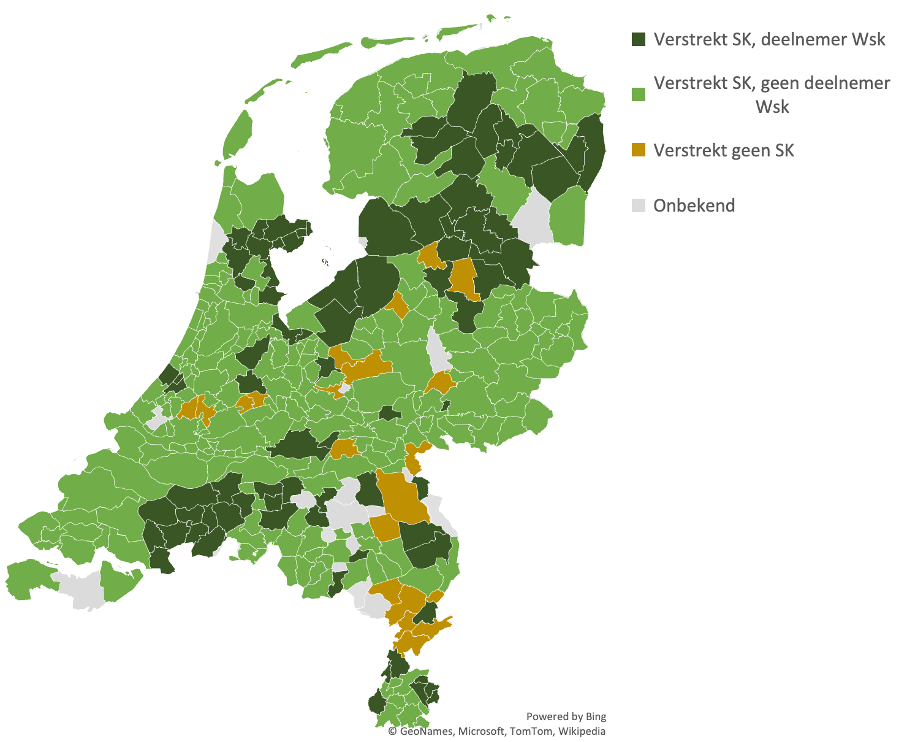 Verstrekt SK, deelnemer Wsk
Verstrekt SK, geen deelnemer
Wsk
Verstrekt geen SK
Onbekend
Powered by Bing
© GeoNames, Microsoft, TomTom, Wikipedia